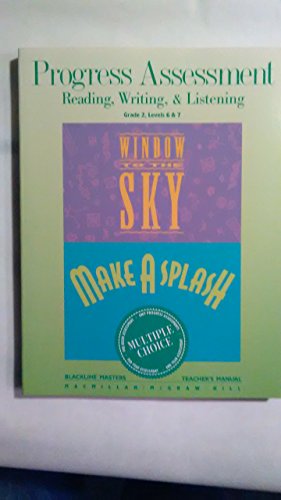 Progress Assessment
Reading, Writing, & Listening
Grade 2, Levels 6 & 7
WINDOW
TO THE
SKY
MAKE A SPLASH
MULTIPLE
CHOICE
BLACKLINE MASTERS
TEACHER'S MANUAL
MACMILLAN/McGRAW-HILL